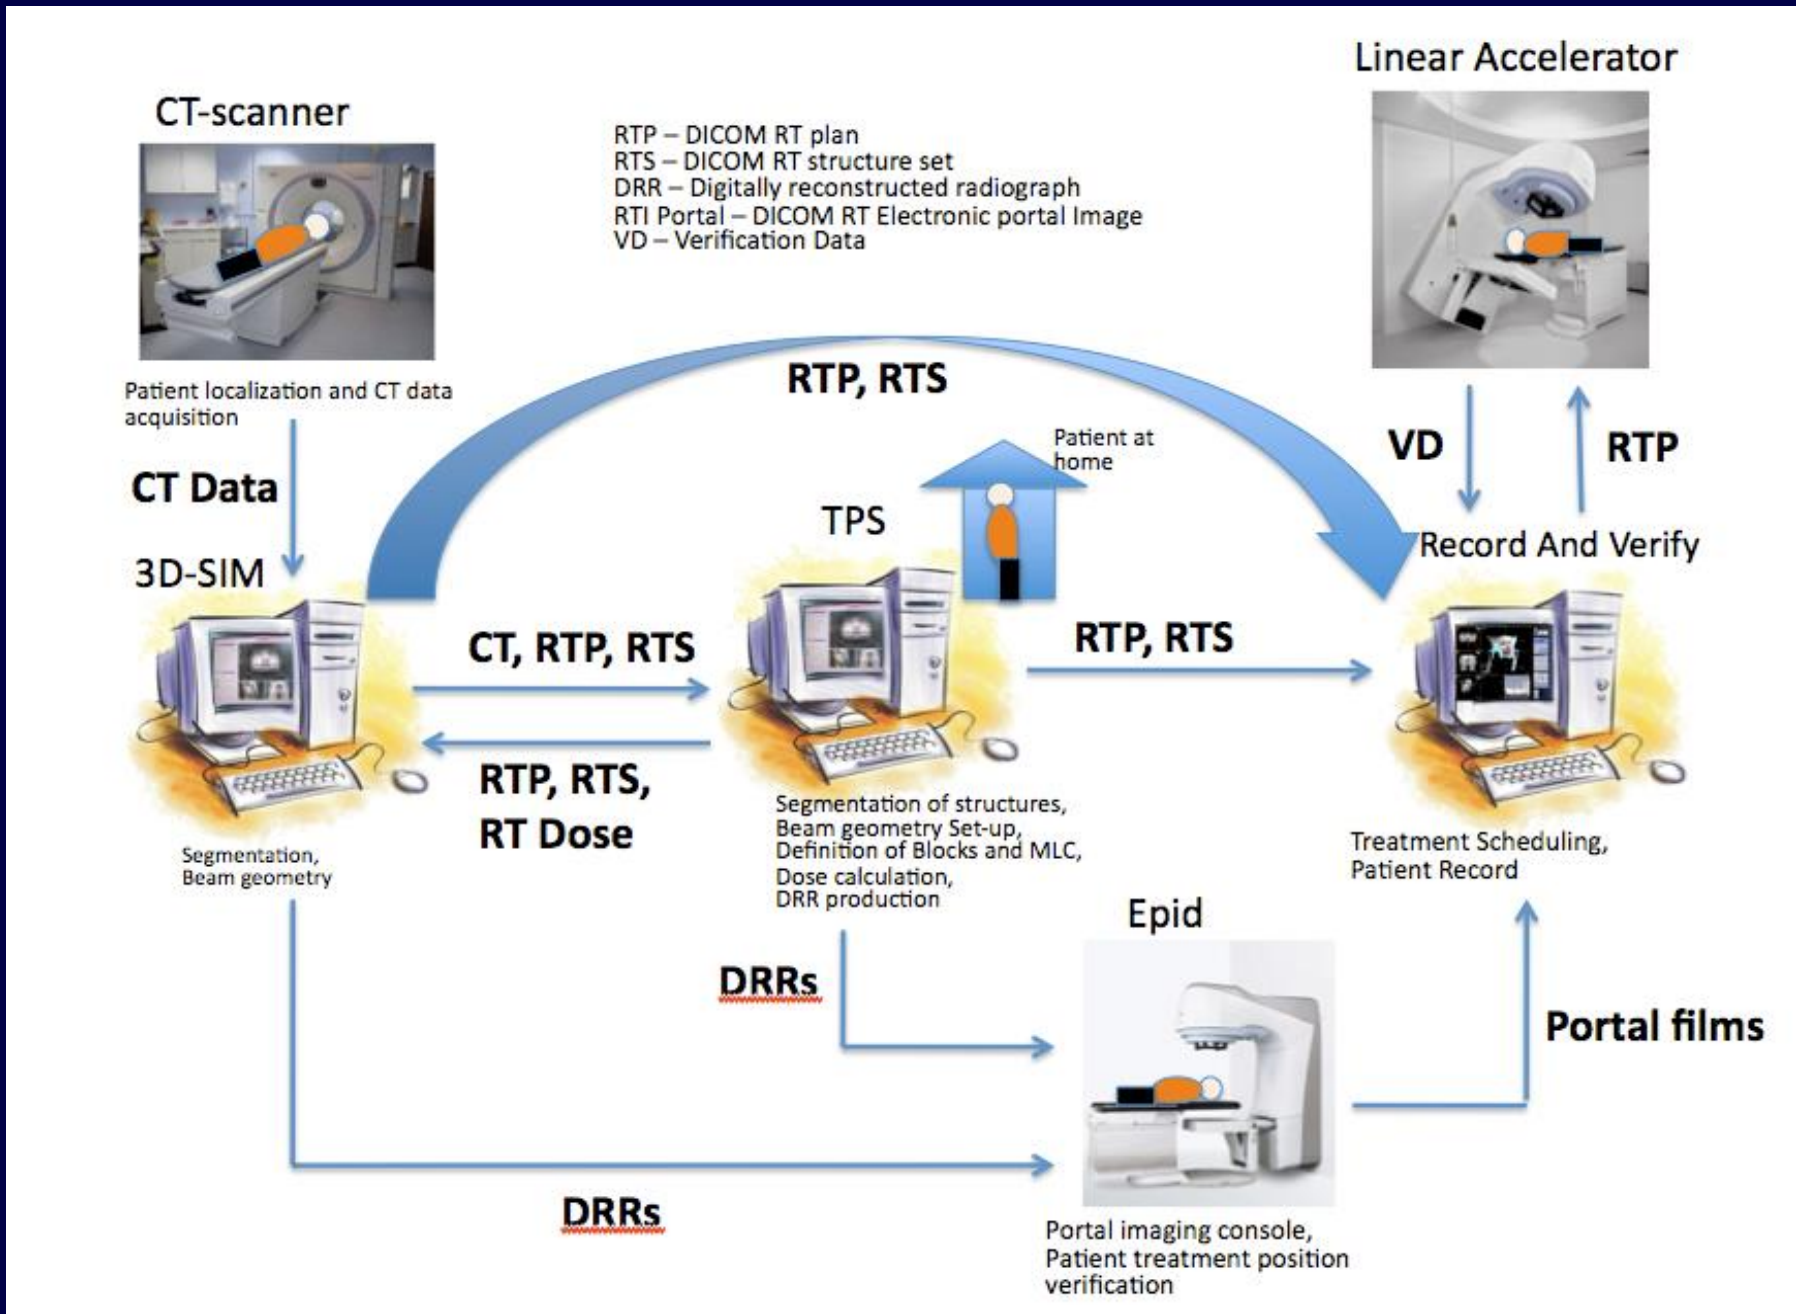 Linear Accelerator
CT-scanner
RTP – DICOM RT plan
RTS – DICOM RT structure set
DRR – Digitally reconstructed radiograph
RTI Portal – DICOM RT Electronic portal Image
VD – Verification Data
Patient localization and CT data
acquisition
RTP, RTS
Patient at
home
VD
RTP
CT Data
TPS
Record And Verify
3D-SIM
CT, RTP, RTS
RTP, RTS
RTP, RTS,
RT Dose
Segmentation,
Beam geometry
Segmentation of structures,
Beam geometry Set-up,
Definition of Blocks and MLC,
Dose calculation,
DRR production
Treatment Scheduling,
Patient Record
Epid
DRRs
Portal films
DRRs
Portal imaging console,
Patient treatment position
verification